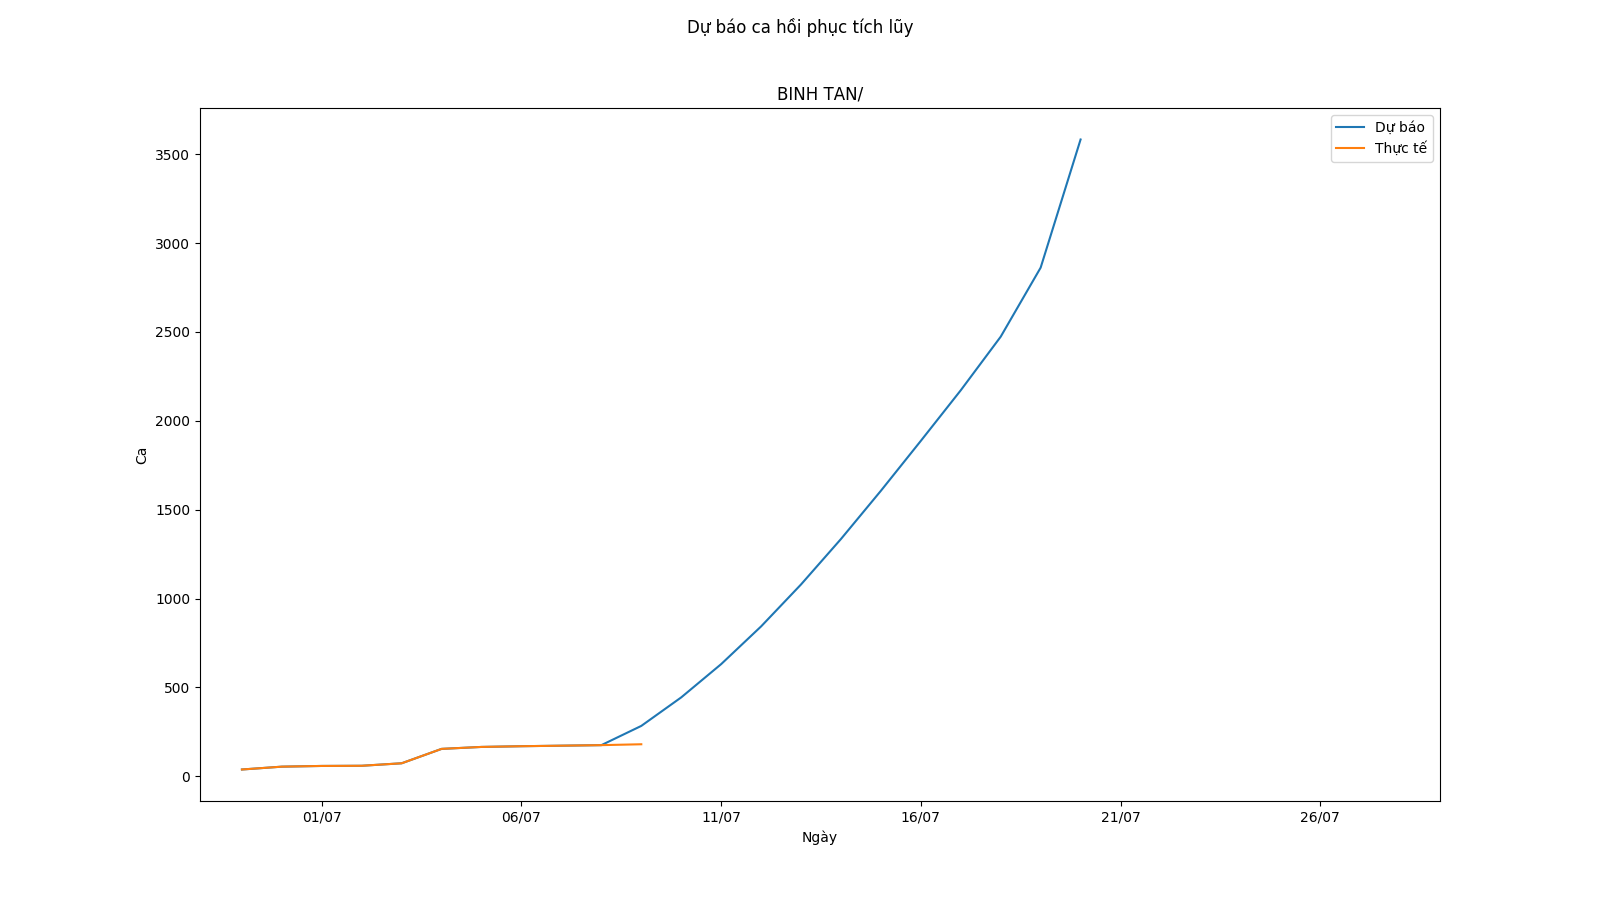 Dự báo ca hồi phục tích lũy
BINH TAN/
Dự báo
Thực tế
3500
3000
2500
2000
1500
1000
500
0
Ca
01/07
06/07
11/07
16/07
21/07
26/07
Ngày